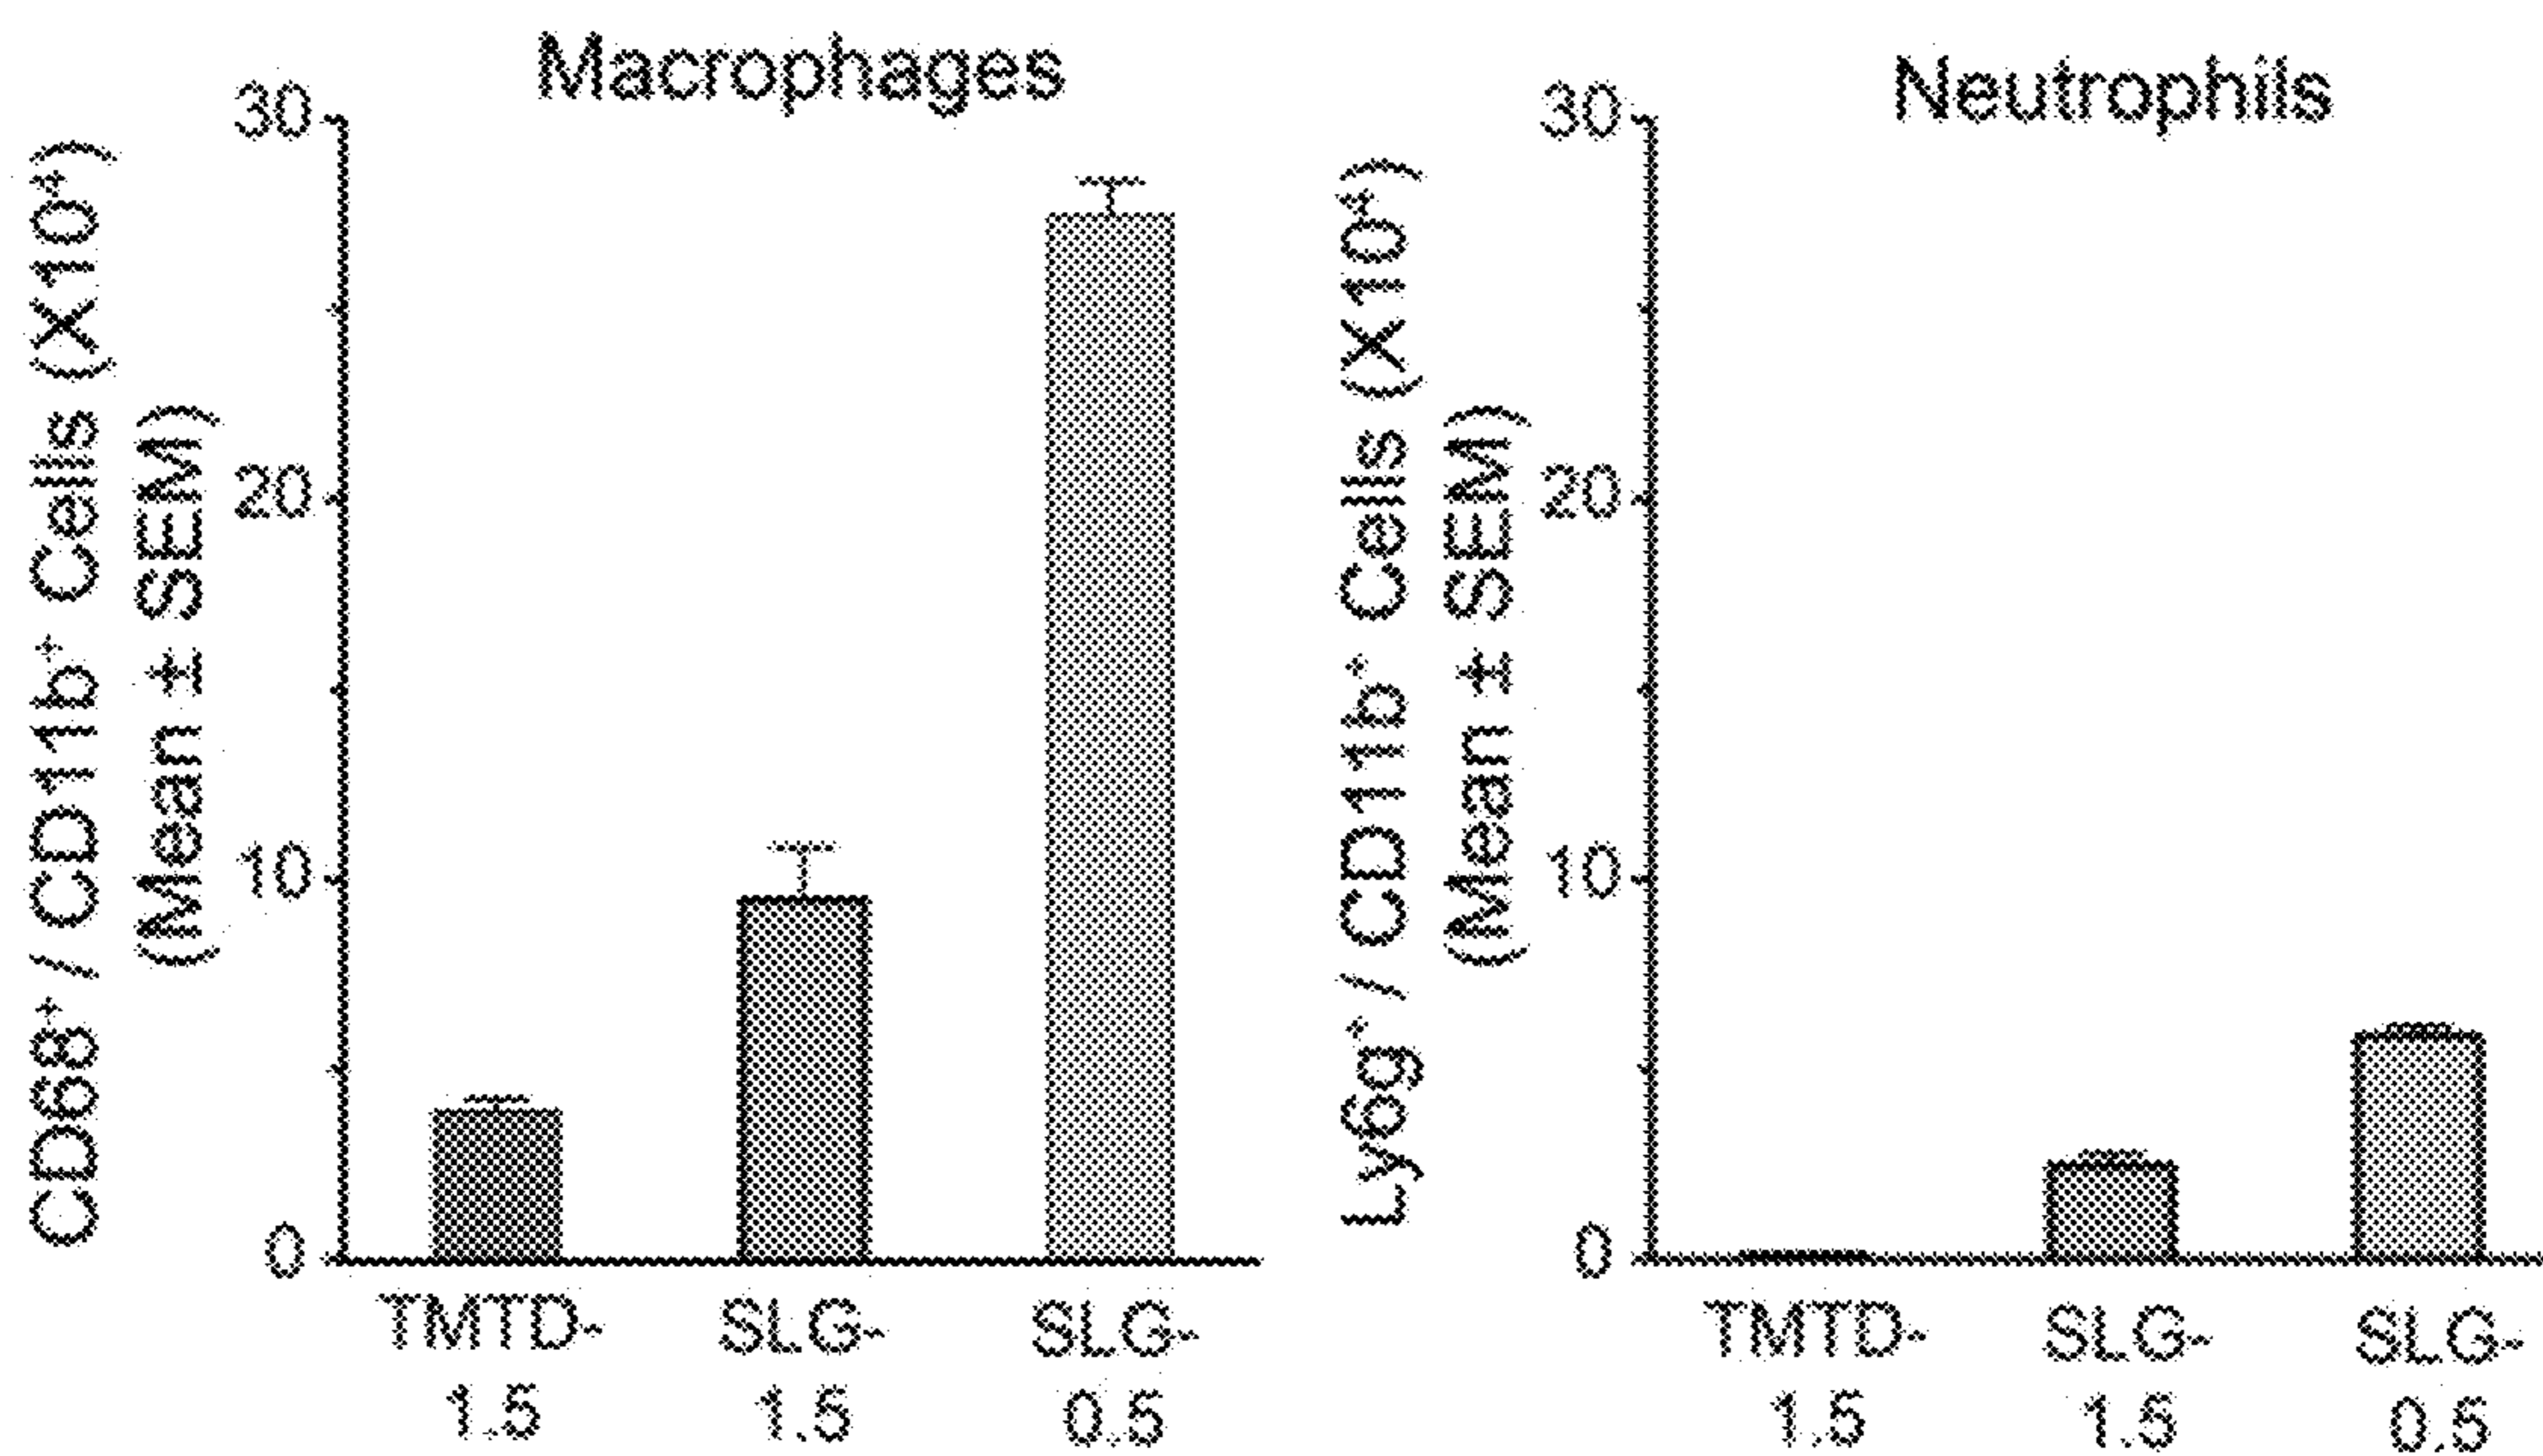 Macrophages
CD68⁺ / CD11b⁺ Cells (X10⁴)
(Mean ± SEM)
30
20
10
0
TMTD-
1.5
SLG-
1.5
SLG-
0.5
Neutrophils
Ly6g⁺ / CD11b⁺ Cells (X10⁴)
(Mean ± SEM)
30
20
10
0
TMTD-
1.5
SLG-
1.5
SLG-
0.5